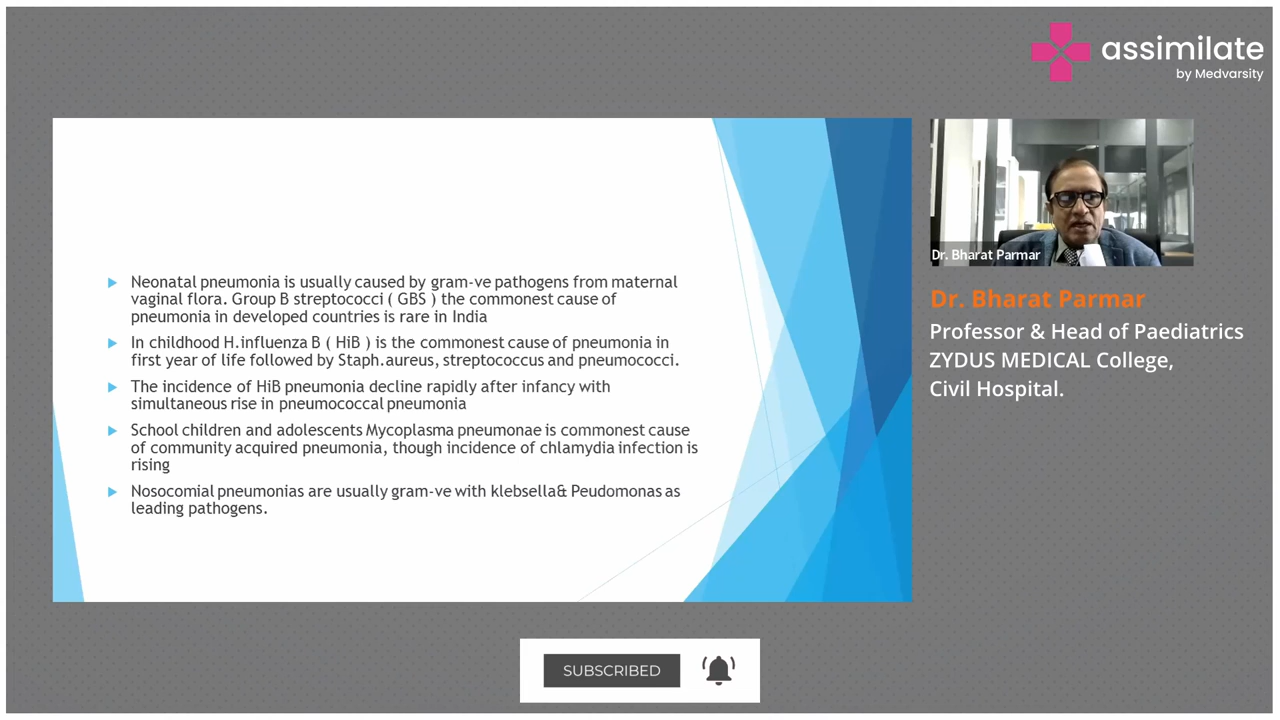 assimilate
by Medvarsity
Neonatal pneumonia is usually caused by gram-ve pathogens from maternal
vaginal flora. Group B streptococci ( GBS ) the commonest cause of
pneumonia in developed countries is rare in India
In childhood H.influenza B ( HiB ) is the commonest cause of pneumonia in
first year of life followed by Staph.aureus, streptococcus and pneumococci.
The incidence of HiB pneumonia decline rapidly after infancy with
simultaneous rise in pneumococcal pneumonia
School children and adolescents Mycoplasma pneumonae is commonest cause
of community acquired pneumonia, though incidence of chlamydia infection is
rising
Nosocomial pneumonias are usually gram-ve with klebsella& Peudomonas as
leading pathogens.
Dr. Bharat Parmar
Dr. Bharat Parmar
Professor & Head of Paediatrics
ZYDUS MEDICAL College,
Civil Hospital.
SUBSCRIBED